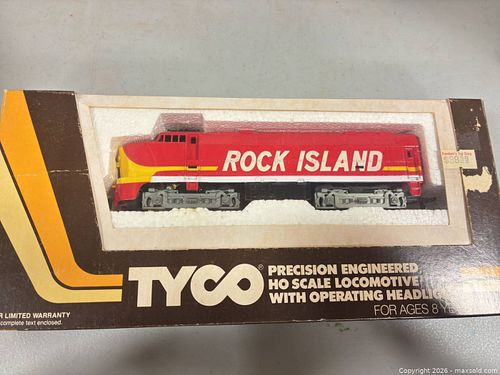 ROCK ISLAND
TYCO®
PRECISION ENGINEERED
HO SCALE LOCOMOTIVE
WITH OPERATING
FOR AGES 8
LIMITED WARRANTY
complete text enclosed.
Copyright 2026 - maxsold.com